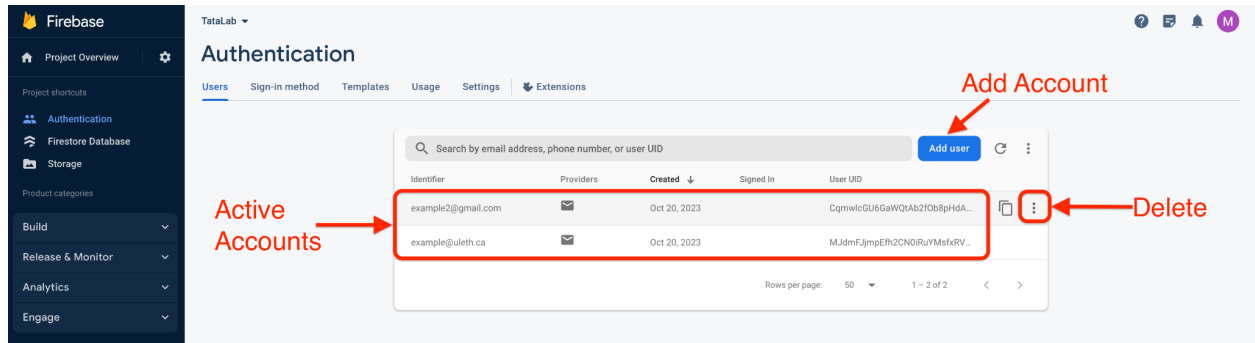 Firebase
Project Overview
Project shortcuts
Authentication
Firestore Database
Storage
Product categories
Build
Release & Monitor
Analytics
Engage
TataLab
M
Authentication
Users Sign-in method Templates Usage Settings Extensions
Add Account
Search by email address, phone number, or user UID Add user
Identifier Providers Created Signed In User UID
Active
Accounts
example2@gmail.com Oct 20, 2023 CqmwlcGU6GaWQtAb2fOb8pHdA...
Delete
example@uleth.ca Oct 20, 2023 MJdmFJjmpEfh2CN0iRuYMsfxRV...
Rows per page: 50 1 – 2 of 2